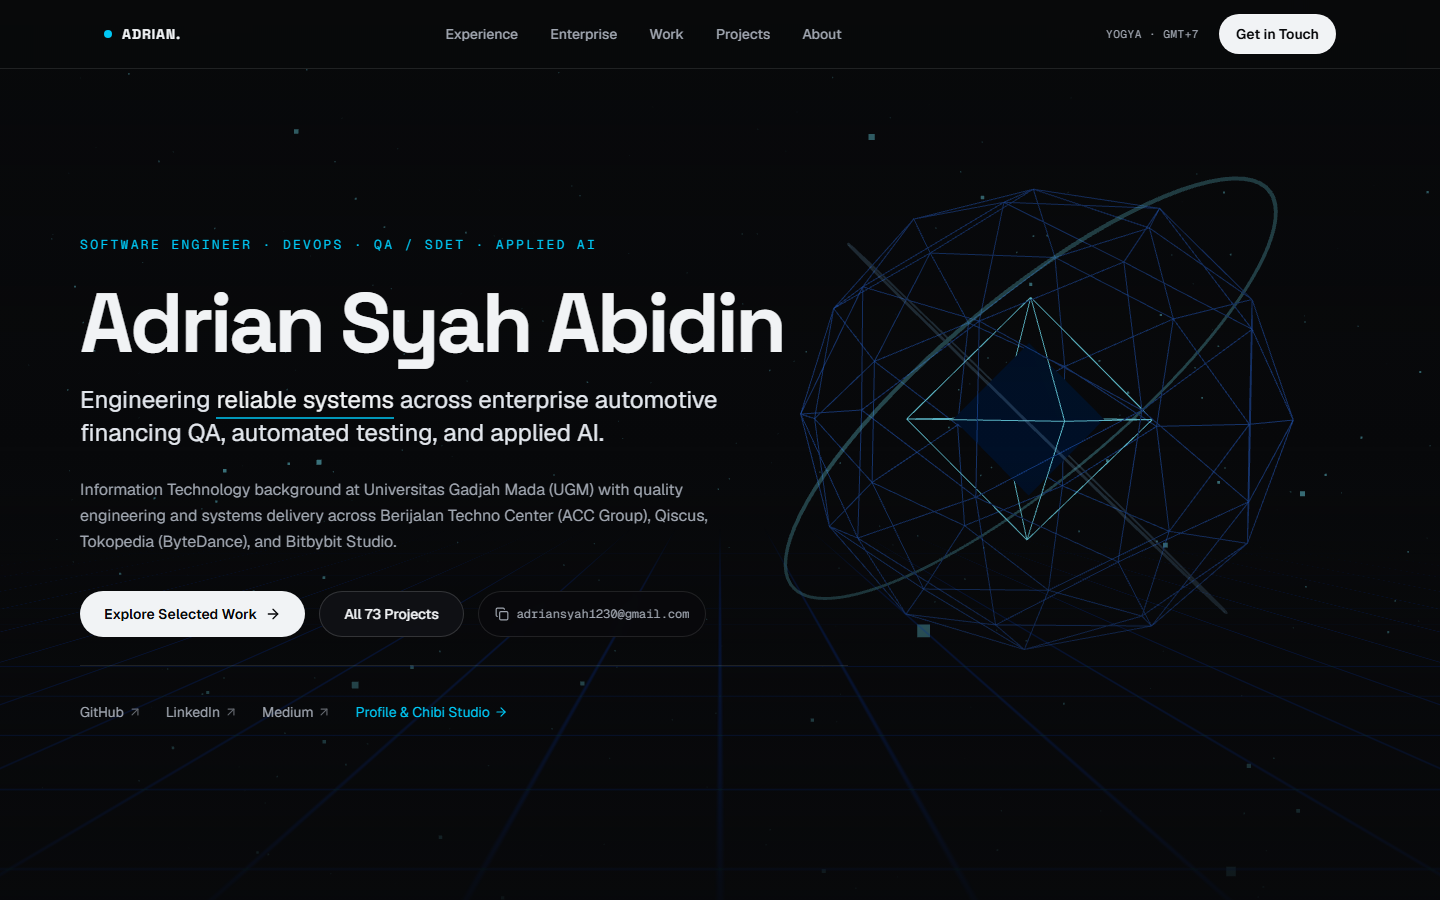 ADRIAN.
Experience
Enterprise
Work
Projects
About
YOGYA · GMT+7
Get in Touch
SOFTWARE ENGINEER · DEVOPS · QA / SDET · APPLIED AI
Adrian Syah Abidin
Engineering reliable systems across enterprise automotive
financing QA, automated testing, and applied AI.
Information Technology background at Universitas Gadjah Mada (UGM) with quality
engineering and systems delivery across Berijalan Techno Center (ACC Group), Qiscus,
Tokopedia (ByteDance), and Bitbybit Studio.
Explore Selected Work →
All 73 Projects
adriansyah1230@gmail.com
GitHub ↗
LinkedIn ↗
Medium ↗
Profile & Chibi Studio →